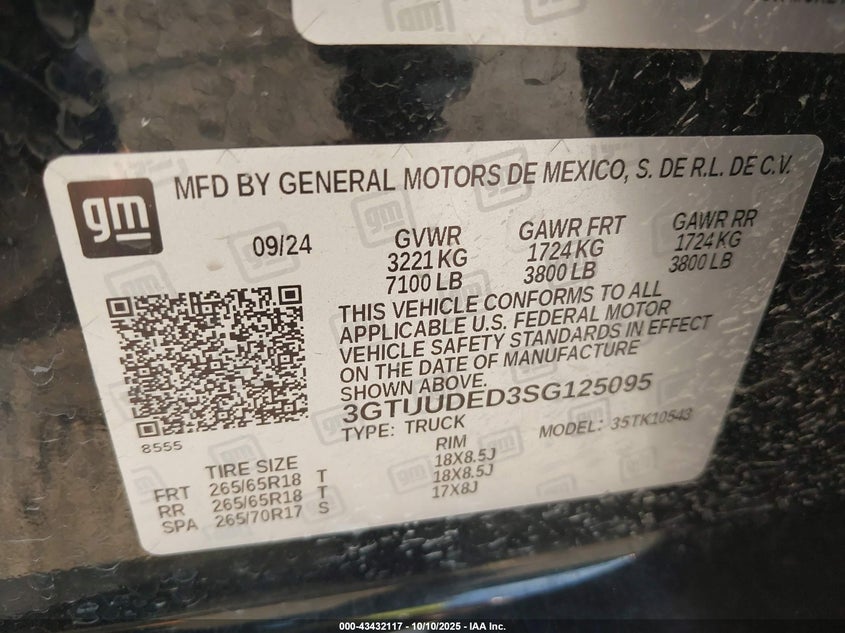 gm
MFD BY GENERAL MOTORS DE MEXICO, S. DE R.L. DE C.V.
09/24
GVWR
3221 KG
7100 LB
GAWR FRT
1724 KG
3800 LB
GAWR RR
1724 KG
3800 LB
THIS VEHICLE CONFORMS TO ALL
APPLICABLE U.S. FEDERAL MOTOR
VEHICLE SAFETY STANDARDS IN EFFECT
ON THE DATE OF MANUFACTURE
SHOWN ABOVE.
3GTUUDED3SG125095
TYPE: TRUCK
MODEL: 35TK10543
8555
TIRE SIZE
RIM
FRT 265/65R18 T 18X8.5J
RR 265/65R18 T 18X8.5J
SPA 265/70R17 S 17X8J
000-43432117 - 10/10/2025 - IAA Inc.